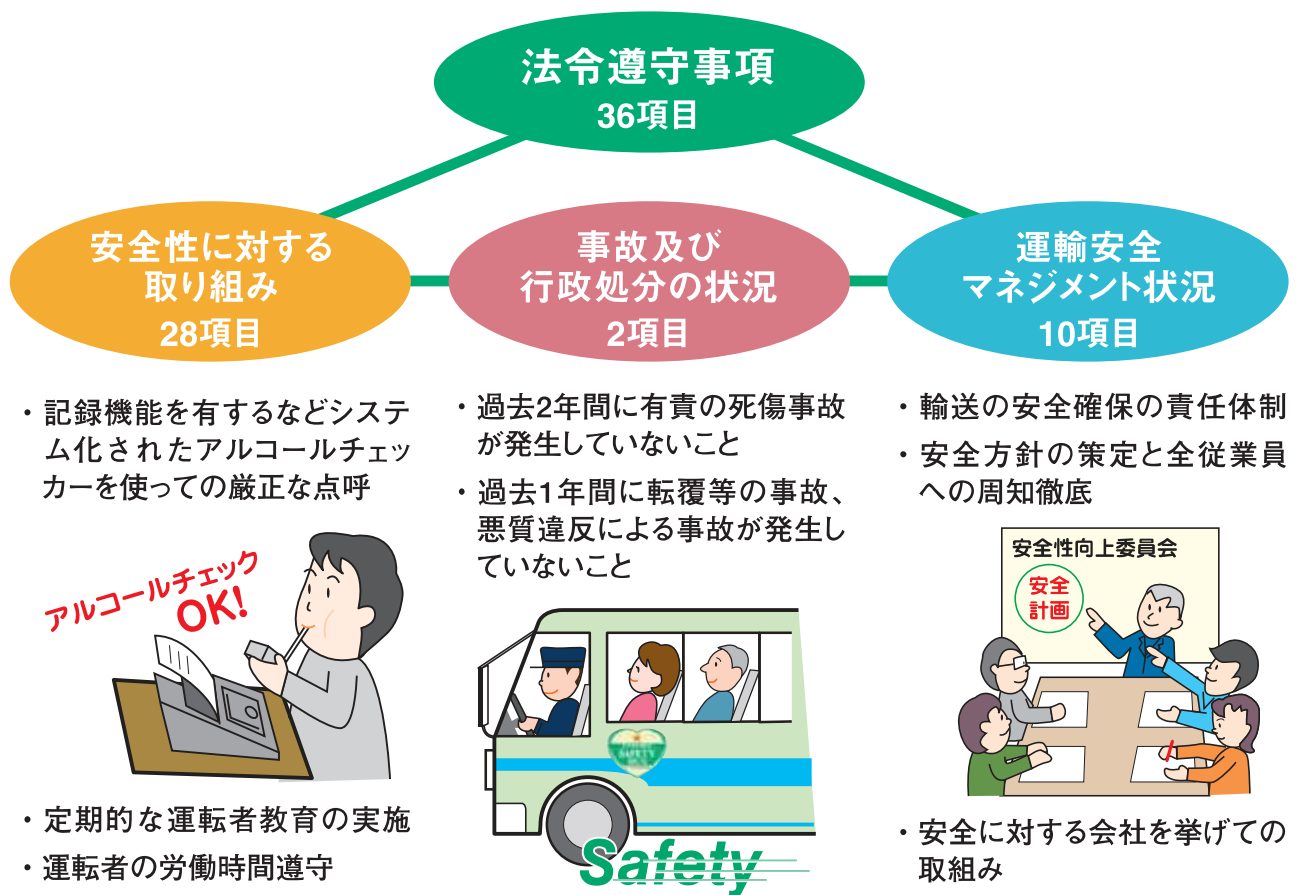 法令遵守事項
36項目
安全性に対する
取り組み
28項目
事故及び
行政処分の状況
2項目
運輸安全
マネジメント状況
10項目
・記録機能を有するなどシステ
ム化されたアルコールチェッ
カーを使っての厳正な点呼
アルコールチェック
OK!
・定期的な運転者教育の実施
・運転者の労働時間遵守
・過去2年間に有責の死傷事故
が発生していないこと
・過去1年間に転覆等の事故、
悪質違反による事故が発生し
ていないこと
Safety
・輸送の安全確保の責任体制
・安全方針の策定と全従業員
への周知徹底
安全性向上委員会
安全
計画
・安全に対する会社を挙げての
取組み